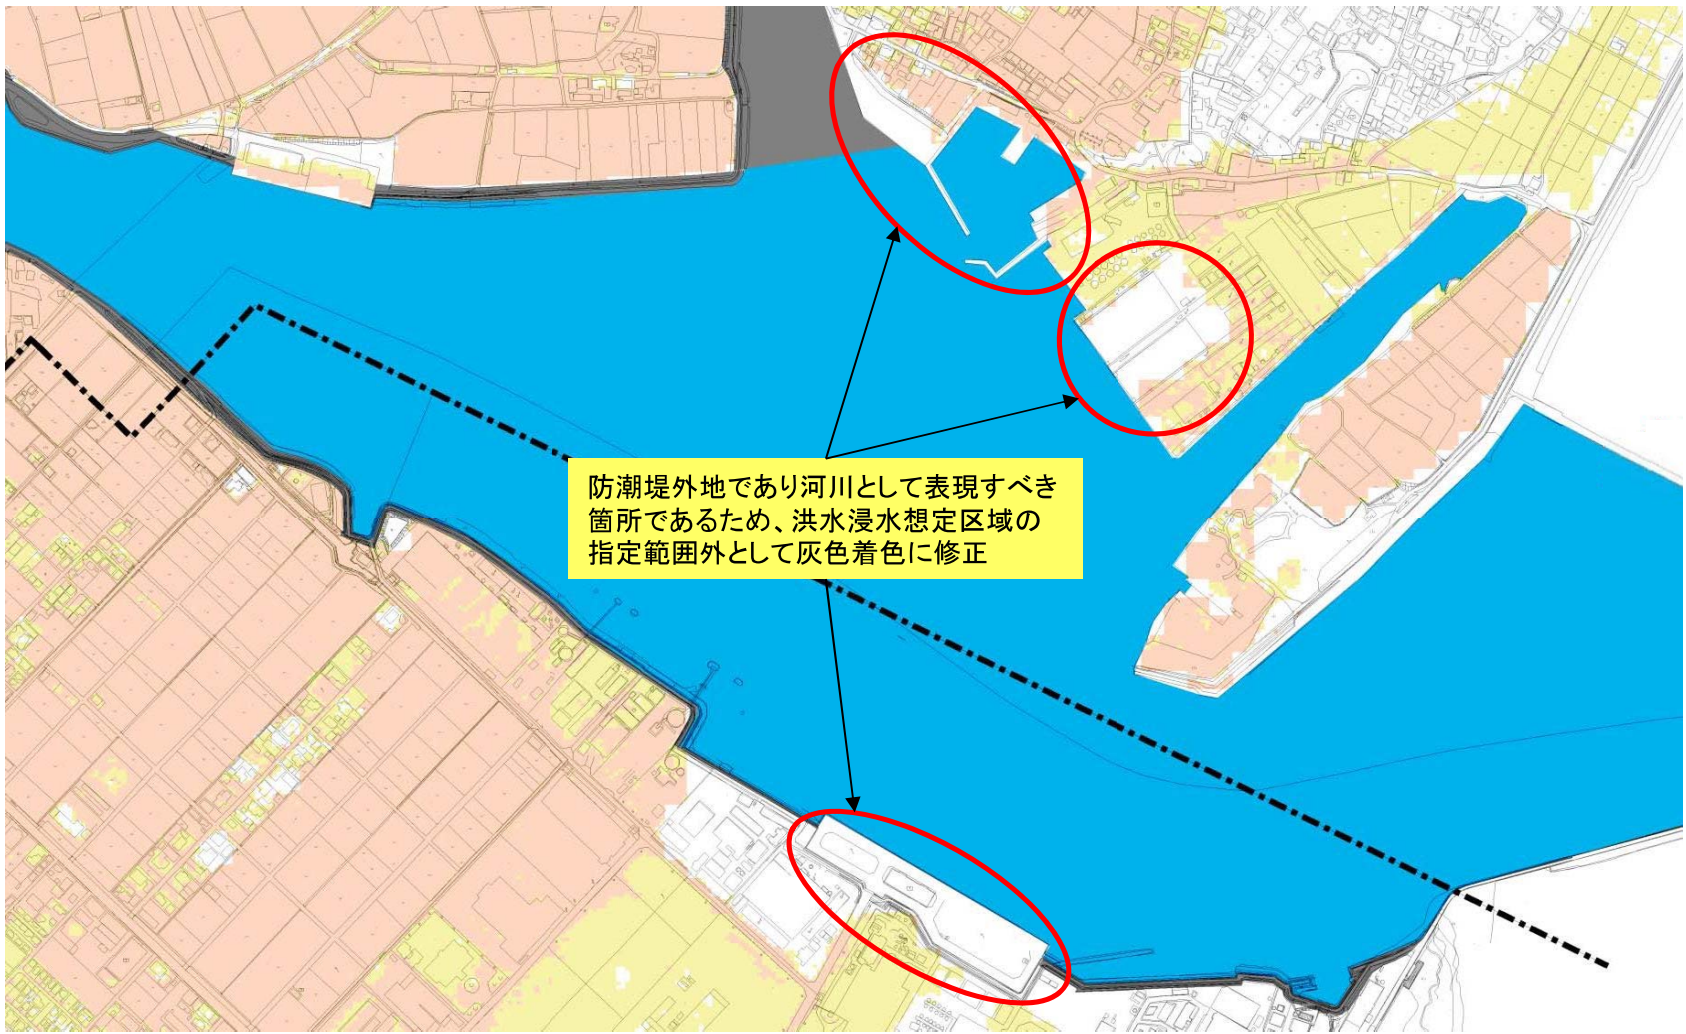 防潮堤外地であり河川として表現すべき
箇所であるため、洪水浸水想定区域の
指定範囲外として灰色着色に修正